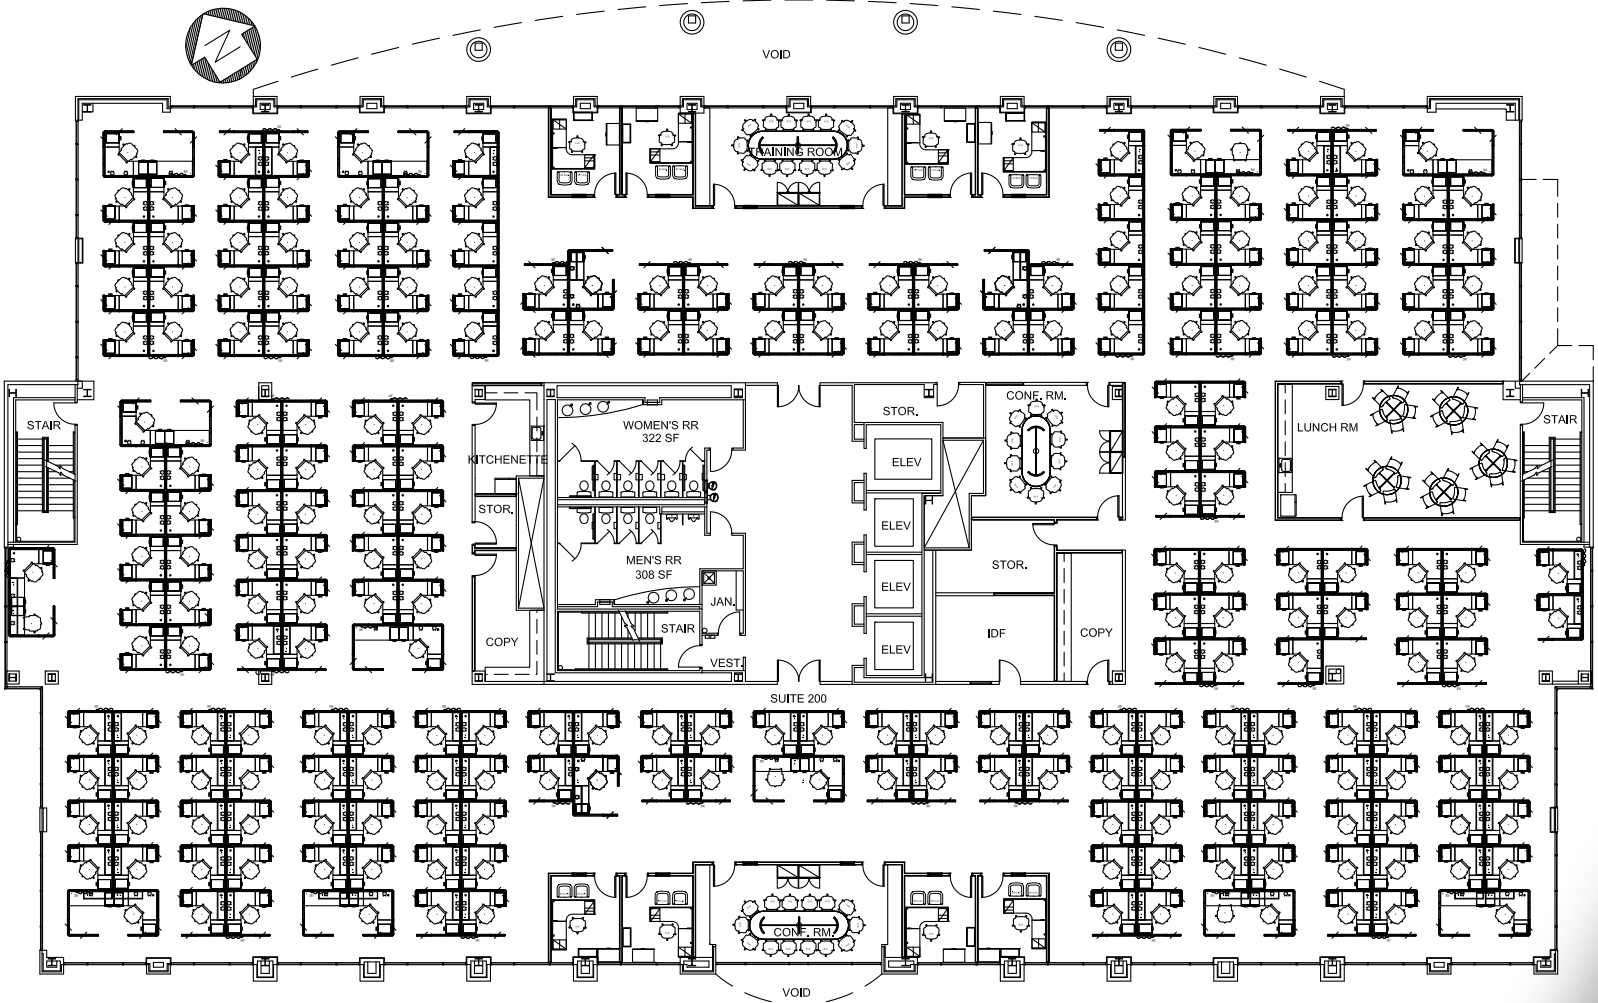 VOID
TRAINING ROOM
STOR.
CONF. RM.
STAIR
WOMEN'S RR
322 SF
LUNCH RM
STAIR
KITCHENETTE
ELEV
STOR.
ELEV
MEN'S RR
308 SF
STOR.
ELEV
JAN.
COPY
STAIR
IDF
COPY
ELEV
VEST.
SUITE 200
CONF. RM.
VOID